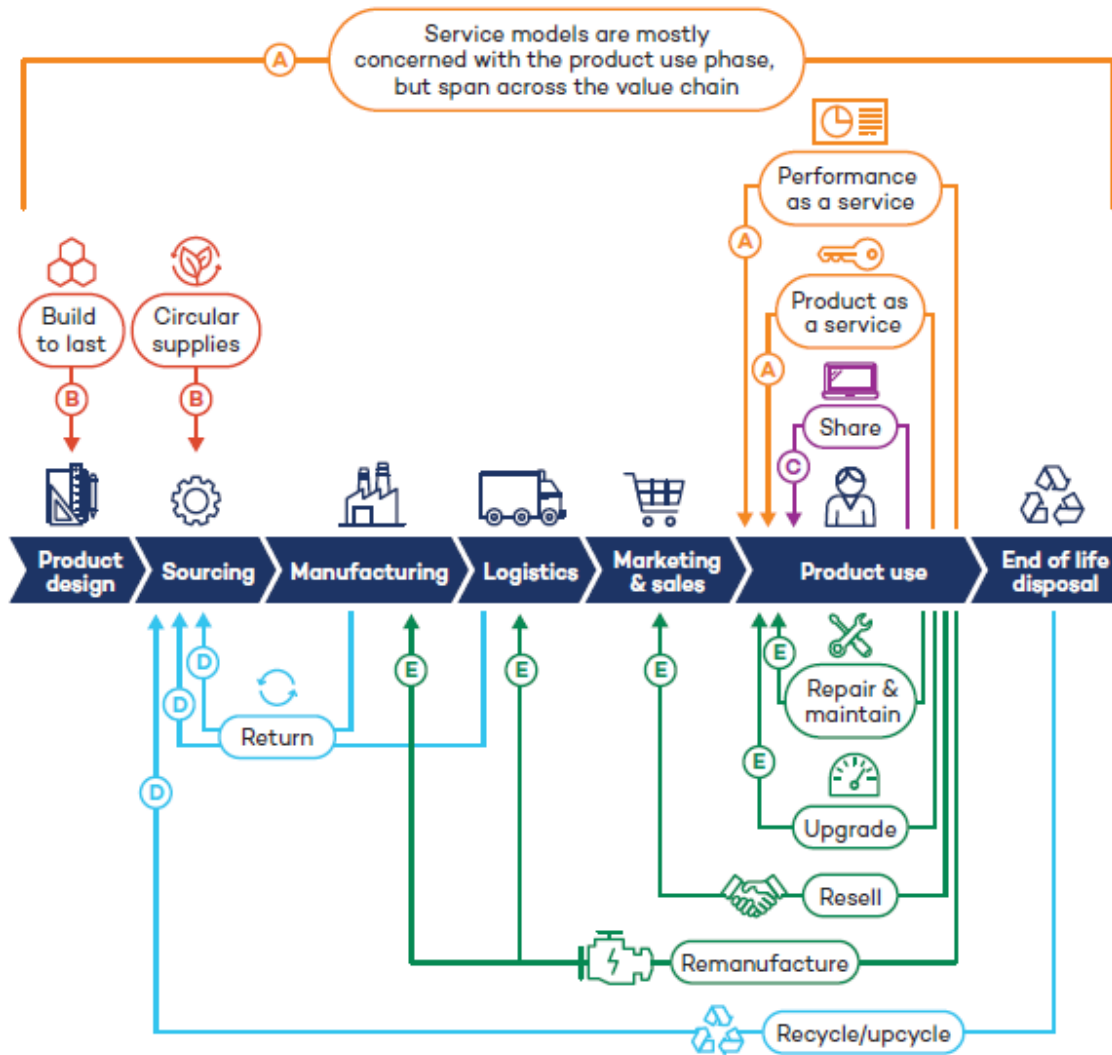 Service models are mostly
concerned with the product use phase,
but span across the value chain
A
Performance
as a service
A
Product as
a service
A
Share
C
Build
to last
B
Circular
supplies
B
Product
design
Sourcing
Manufacturing
Logistics
Marketing
& sales
Product use
End of life
disposal
D
D
Return
D
E
E
E
E
Repair &
maintain
E
Upgrade
Resell
Remanufacture
Recycle/upcycle